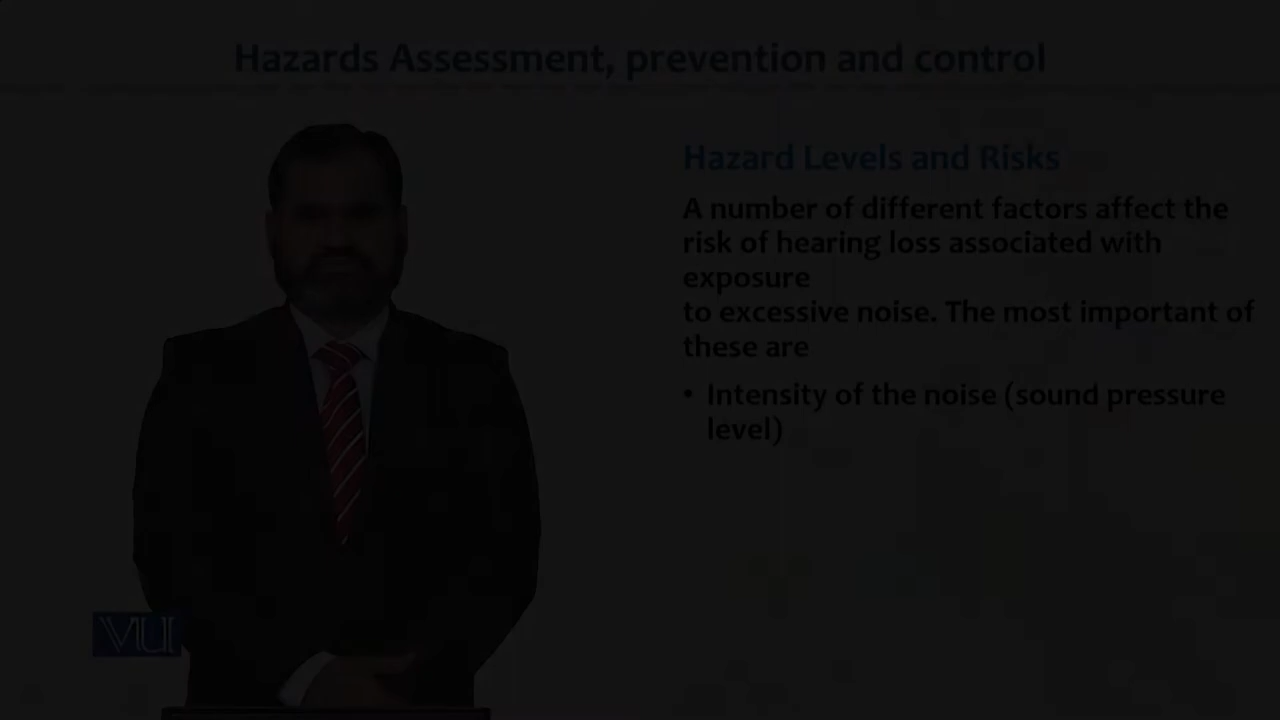 Hazards Assessment, prevention and control
Hazard Levels and Risks
A number of different factors affect the
risk of hearing loss associated with
exposure
to excessive noise. The most important of
these are
• Intensity of the noise (sound pressure
level)
VU